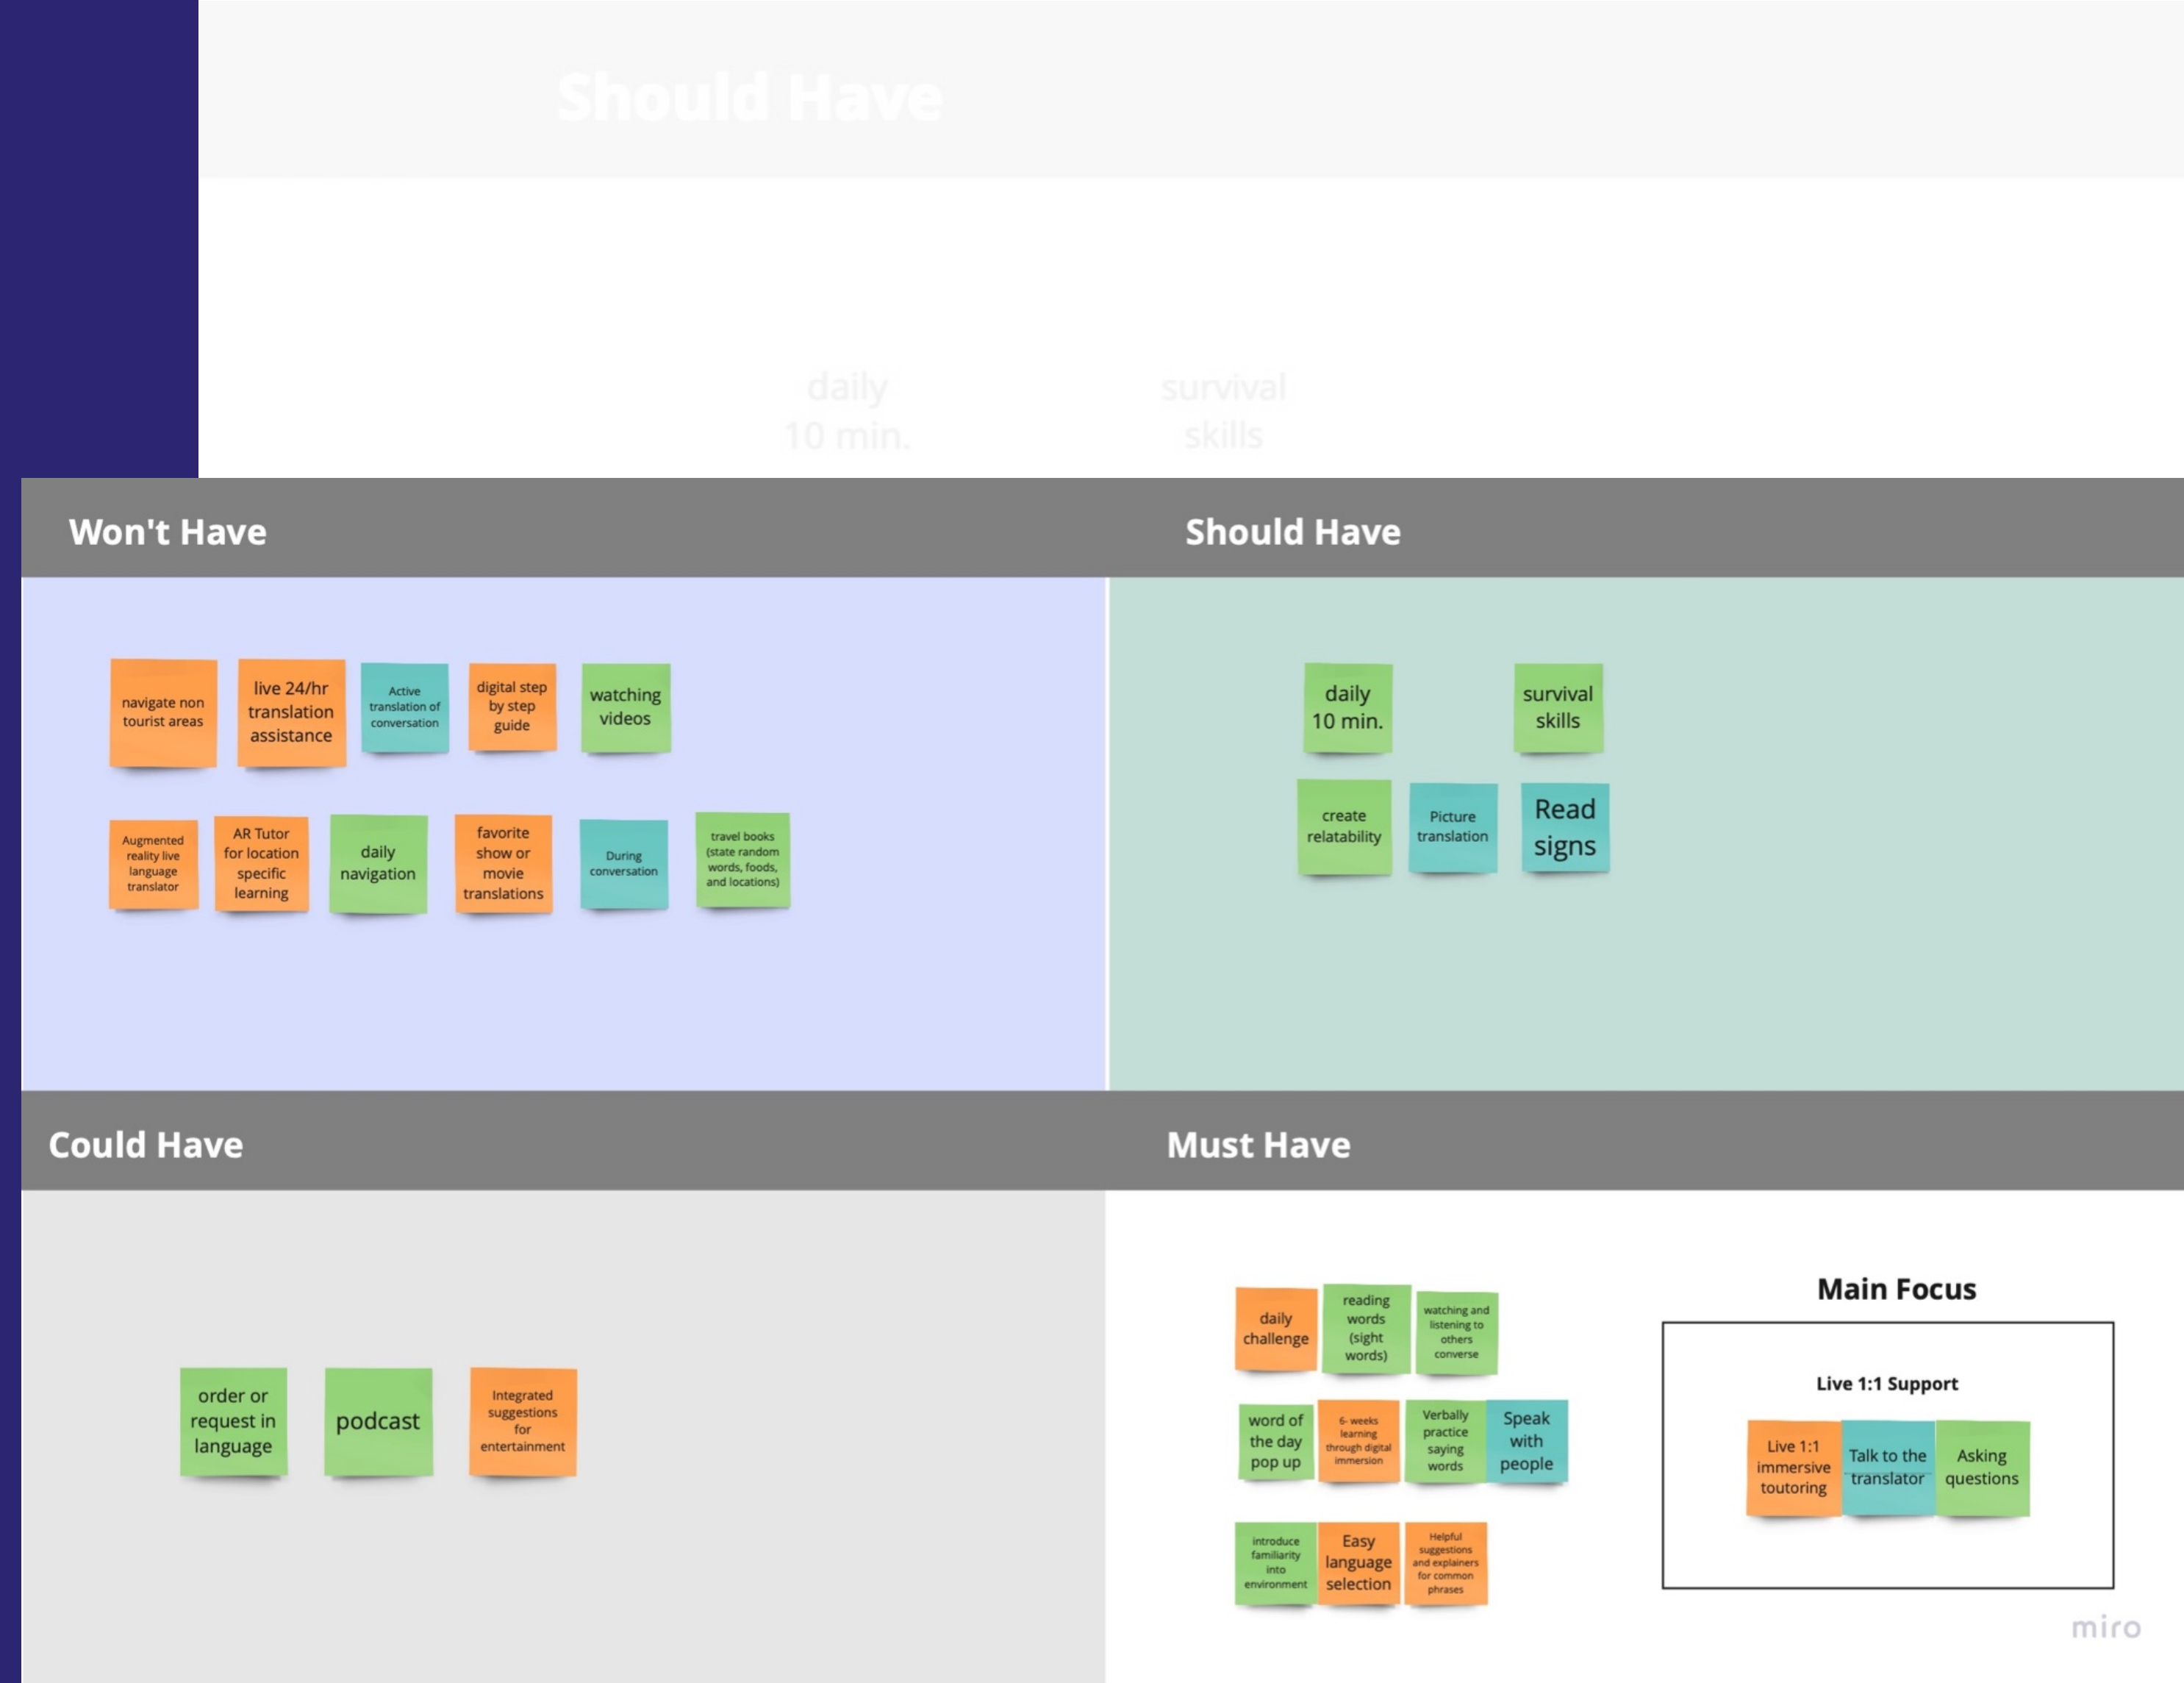 Should Have
daily
10 min.
survival
skills
Won't Have
Should Have
navigate non
tourist areas
live 24/hr
translation
assistance
Active
translation of
conversation
digital step
by step
guide
watching
videos
daily
10 min.
survival
skills
Augmented
reality live
language
translator
AR Tutor
for location
specific
learning
daily
navigation
favorite
show or
movie
translations
During
conversation
travel books
(state random
words, foods,
and locations)
create
relatability
Picture
translation
Read
signs
Could Have
Must Have
order or
request in
language
podcast
Integrated
suggestions
for
entertainment
daily
challenge
reading
words
(sight
words)
watching and
listening to
others
converse
word of
the day
pop up
6- weeks
learning
through digital
immersion
Verbally
practice
saying
words
Speak
with
people
introduce
familiarity
into
environment
Easy
language
selection
Helpful
suggestions
and explainers
for common
phrases
Main Focus
Live 1:1 Support
Live 1:1
immersive
toutoring
Talk to the
translator
Asking
questions
miro